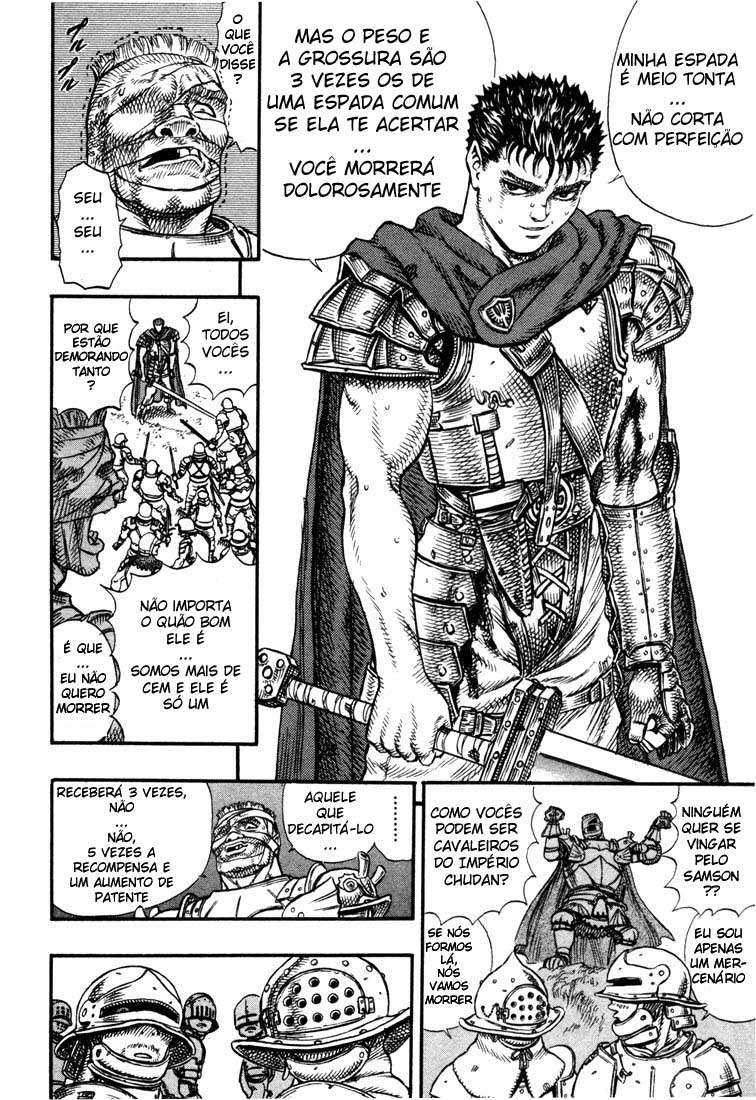 MINHA ESPADA
É MEIO TONTA
...
NÃO CORTA
COM PERFEIÇÃO
MAS O PESO E
A GROSSURA SÃO
3 VEZES OS DE
UMA ESPADA COMUM
SE ELA TE ACERTAR
...
VOCÊ MORRERÁ
DOLOROSAMENTE
O
QUE
VOCÊ
DISSE
?
SEU
...
SEU
...
EI,
TODOS
VOCÊS
...
POR QUE
ESTÃO
DEMORANDO
TANTO
?
NÃO IMPORTA
O QUÃO BOM
ELE É
...
SOMOS MAIS DE
CEM E ELE É
SÓ UM
É QUE
...
EU NÃO
QUERO
MORRER
NINGUÉM
QUER SE
VINGAR
PELO
SAMSON
??
COMO VOCÊS
PODEM SER
CAVALEIROS
DO IMPÉRIO
CHUDAN?
EU SOU
APENAS
UM MER-
CENÁRIO
SE NÓS
FORMOS
LÁ,
NÓS
VAMOS
MORRER
.........
AQUELE
QUE
DECAPITÁ-LO
...
RECEBERÁ 3 VEZES,
NÃO
...
NÃO,
5 VEZES A
RECOMPENSA E
UM AUMENTO DE
PATENTE